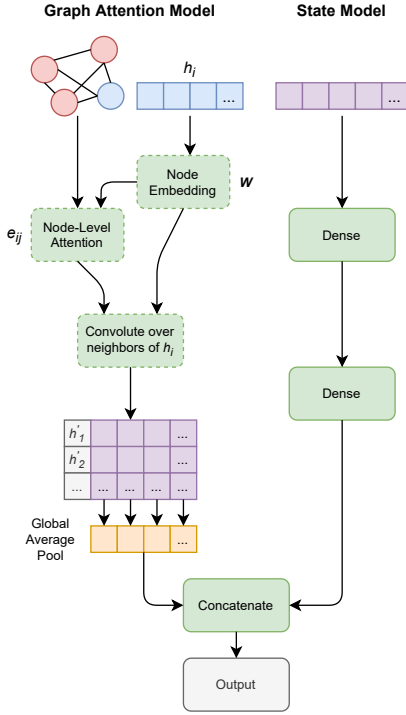 Graph Attention Model
State Model
h_i
...
...
Node
Embedding
W
e_ij
Node-Level
Attention
Dense
Convolute over
neighbors of h_i
Dense
h'_1
...
h'_2
...
...
...
...
...
...
Global
Average
Pool
...
Concatenate
Output